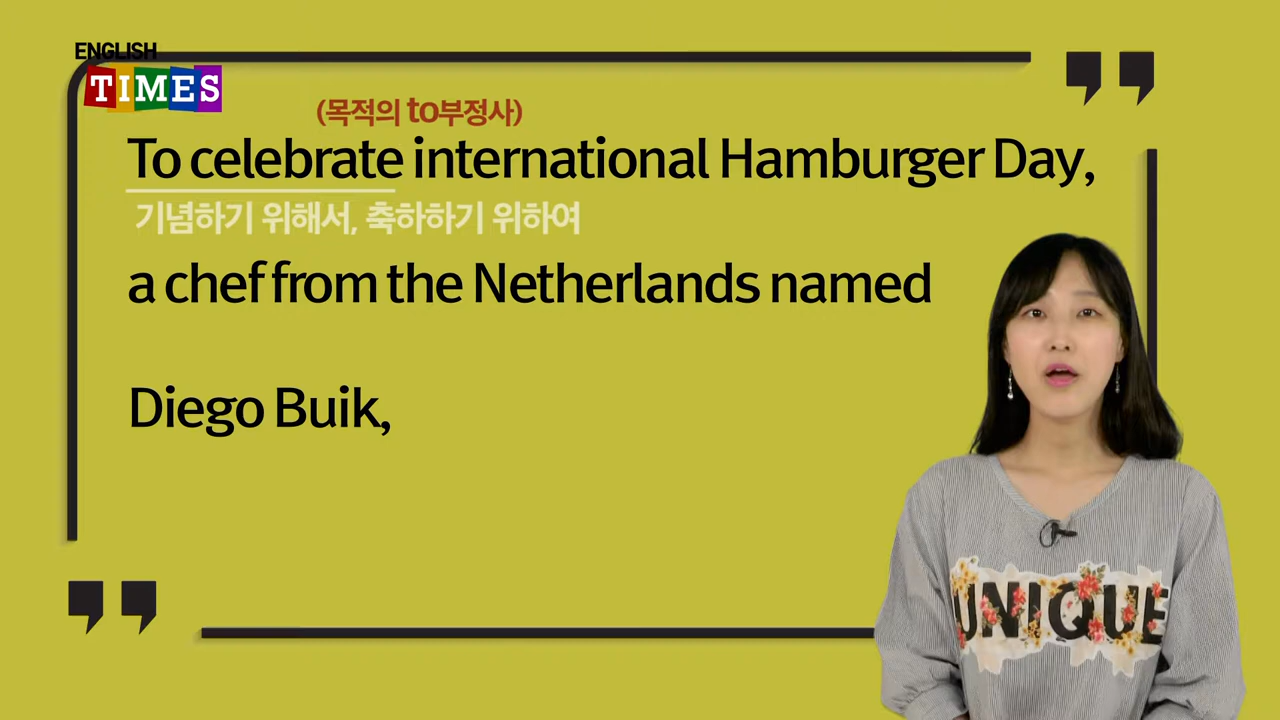 ENGLISH
TIMES
(목적의 to부정사)
To celebrate international Hamburger Day,
기념하기 위해서, 축하하기 위하여
a chef from the Netherlands named
Diego Buik,
UNIQUE